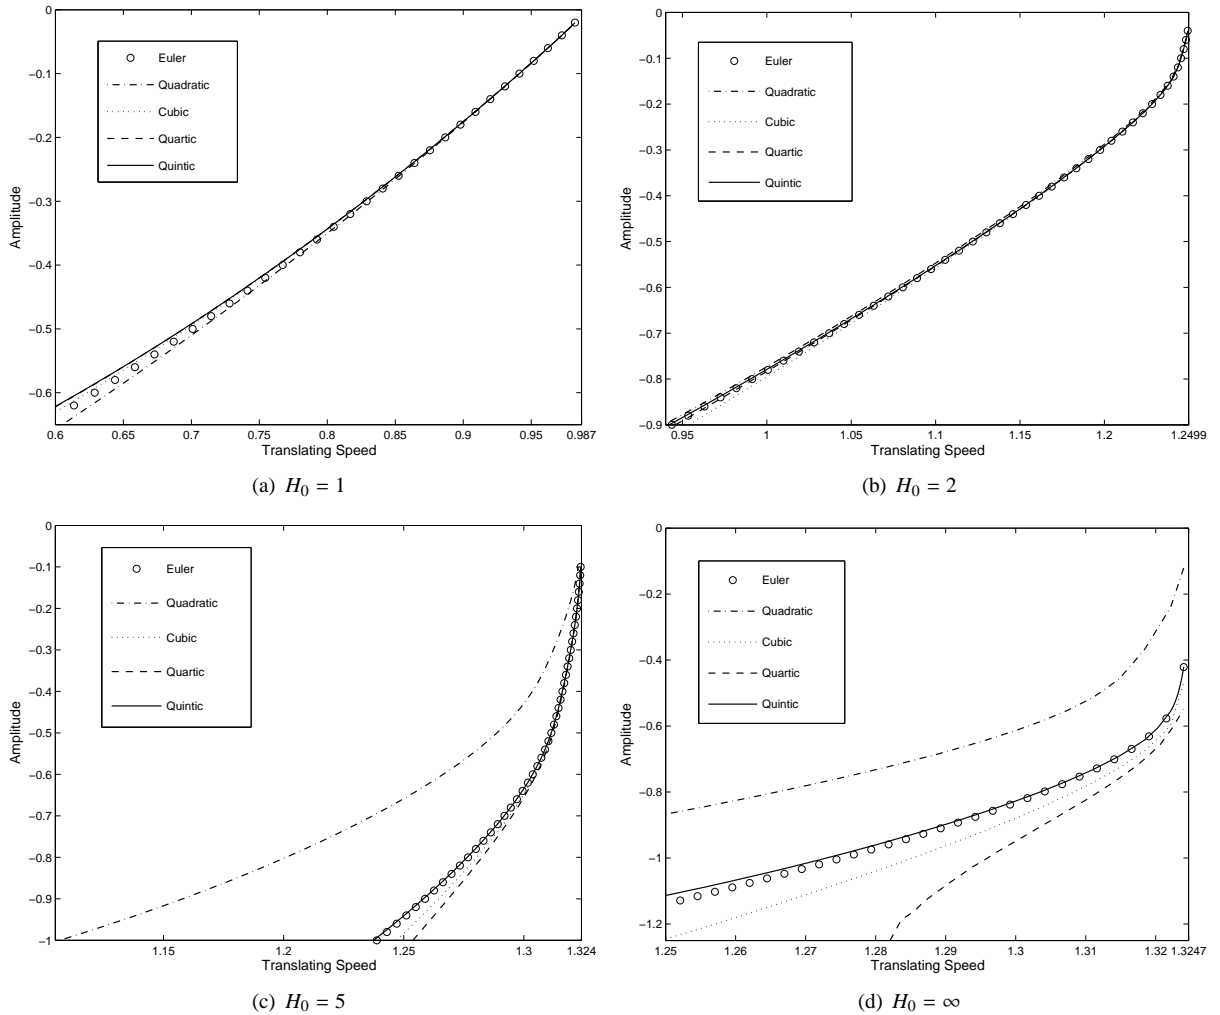 0
−0.1
−0.2
−0.3
−0.4
−0.5
−0.6
Amplitude
Euler
Quadratic
Cubic
Quartic
Quintic
0.6 0.65 0.7 0.75 0.8 0.85 0.9 0.95 0.987
Translating Speed
(a) H₀ = 1
0
−0.1
−0.2
−0.3
−0.4
−0.5
−0.6
−0.7
−0.8
−0.9
Amplitude
Euler
Quadratic
Cubic
Quartic
Quintic
0.95 1 1.05 1.1 1.15 1.2 1.2499
Translating Speed
(b) H₀ = 2
0
−0.1
−0.2
−0.3
−0.4
−0.5
−0.6
−0.7
−0.8
−0.9
−1
Amplitude
Euler
Quadratic
Cubic
Quartic
Quintic
1.15 1.2 1.25 1.3 1.324
Translating Speed
(c) H₀ = 5
0
−0.2
−0.4
−0.6
−0.8
−1
−1.2
Amplitude
Euler
Quadratic
Cubic
Quartic
Quintic
1.25 1.26 1.27 1.28 1.29 1.3 1.31 1.32 1.3247
Translating Speed
(d) H₀ = ∞